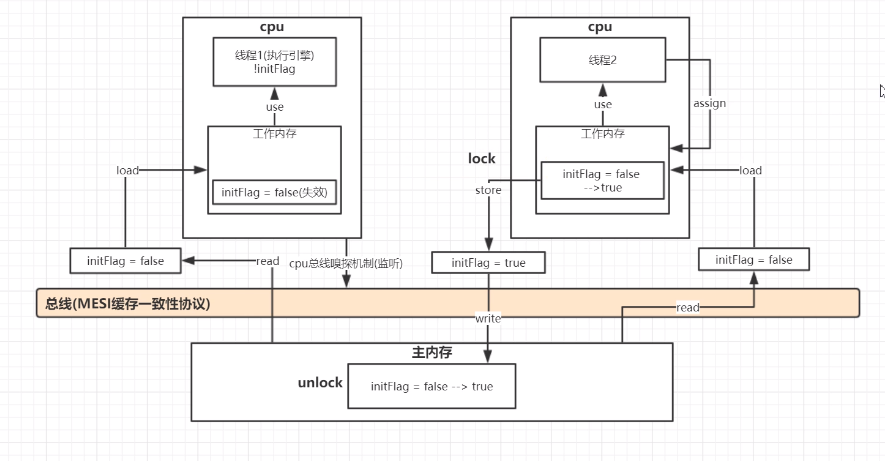 cpu
线程1(执行引擎)
!initFlag
use
工作内存
initFlag = false(失效)
load
initFlag = false
read
cpu总线嗅探机制(监听)
cpu
线程2
use
assign
工作内存
lock
initFlag = false
-->true
store
load
initFlag = true
initFlag = false
总线(MESI缓存一致性协议)
write
read
主内存
unlock
initFlag = false --> true